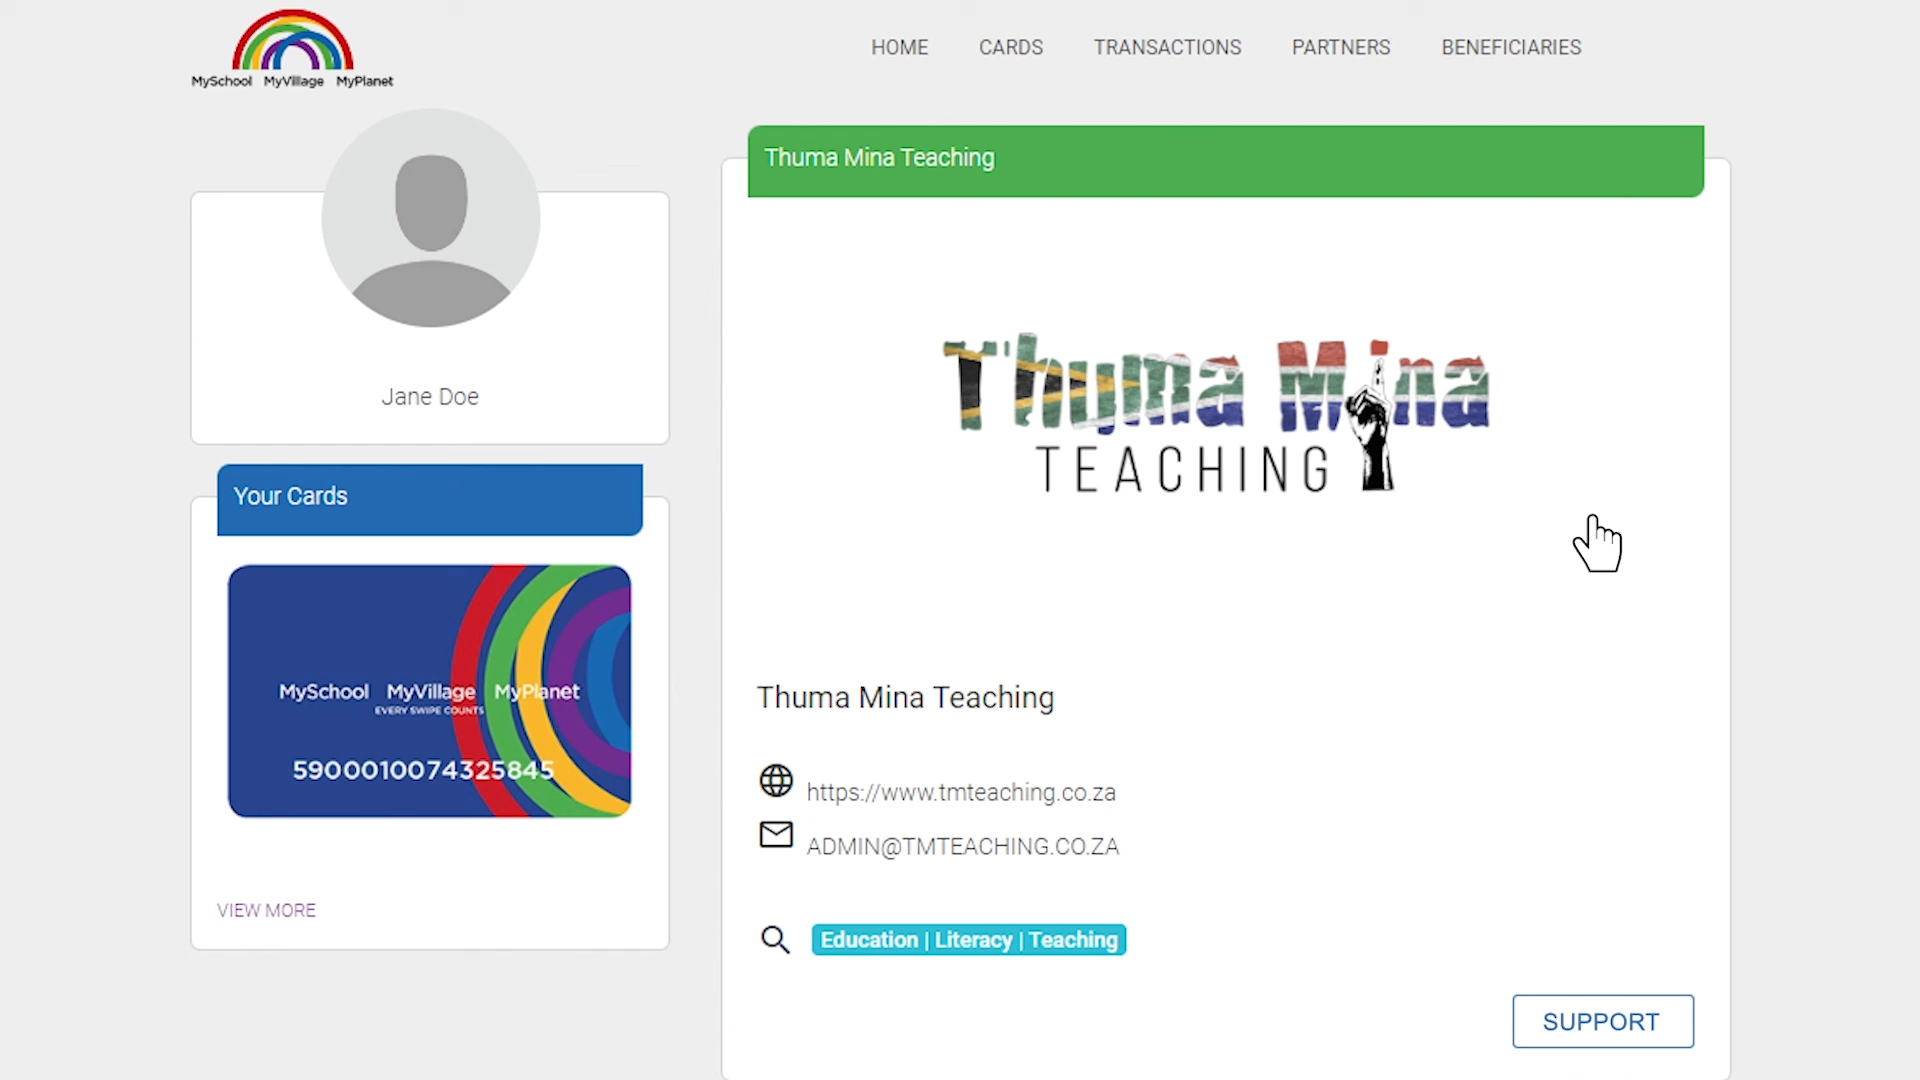 MySchool MyVillage MyPlanet
HOME CARDS TRANSACTIONS PARTNERS BENEFICIARIES
Jane Doe
Your Cards
MySchool MyVillage MyPlanet
EVERY SWIPE COUNTS
5900010074325845
VIEW MORE
Thuma Mina Teaching
Thuma Mina
TEACHING
Thuma Mina Teaching
https://www.tmteaching.co.za
ADMIN@TMTEACHING.CO.ZA
Education | Literacy | Teaching
SUPPORT